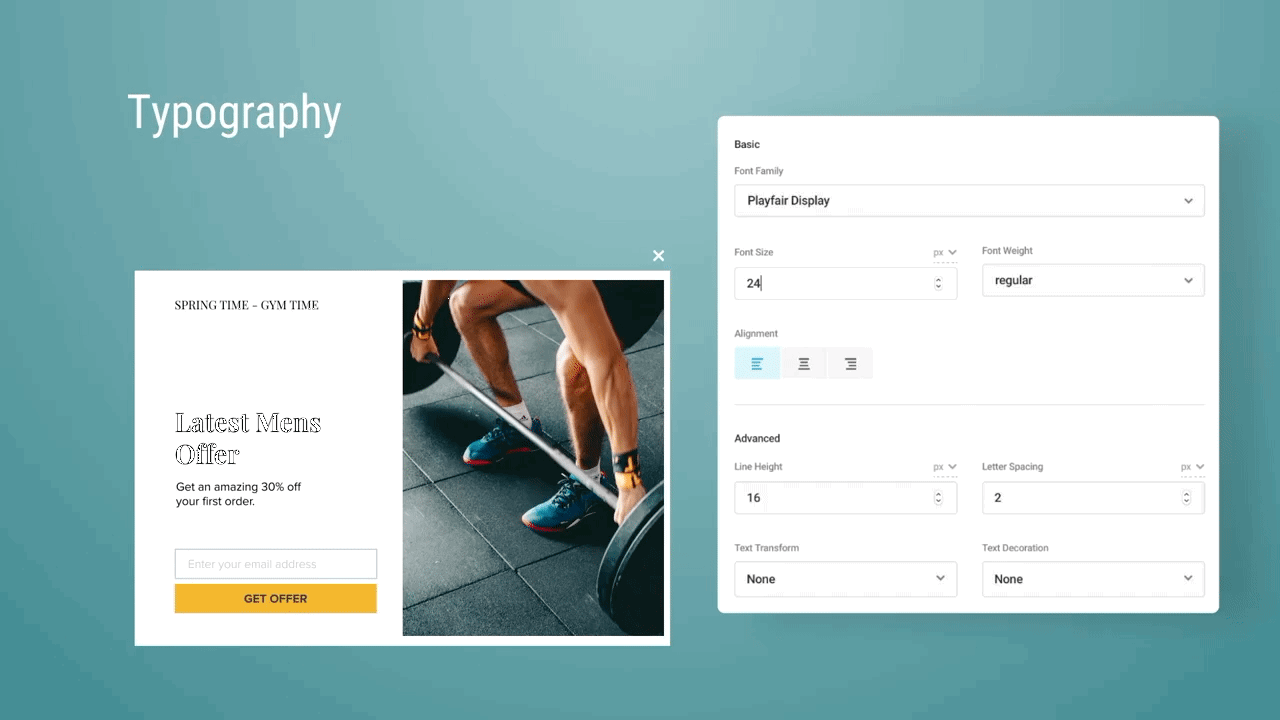 Typography
SPRING TIME - GYM TIME
Latest Mens
Offer
Get an amazing 30% off
your first order.
Enter your email address
GET OFFER
Basic
Font Family
Playfair Display
Font Size
px
Font Weight
24
regular
Alignment
Advanced
Line Height
px
Letter Spacing
px
16
2
Text Transform
Text Decoration
None
None